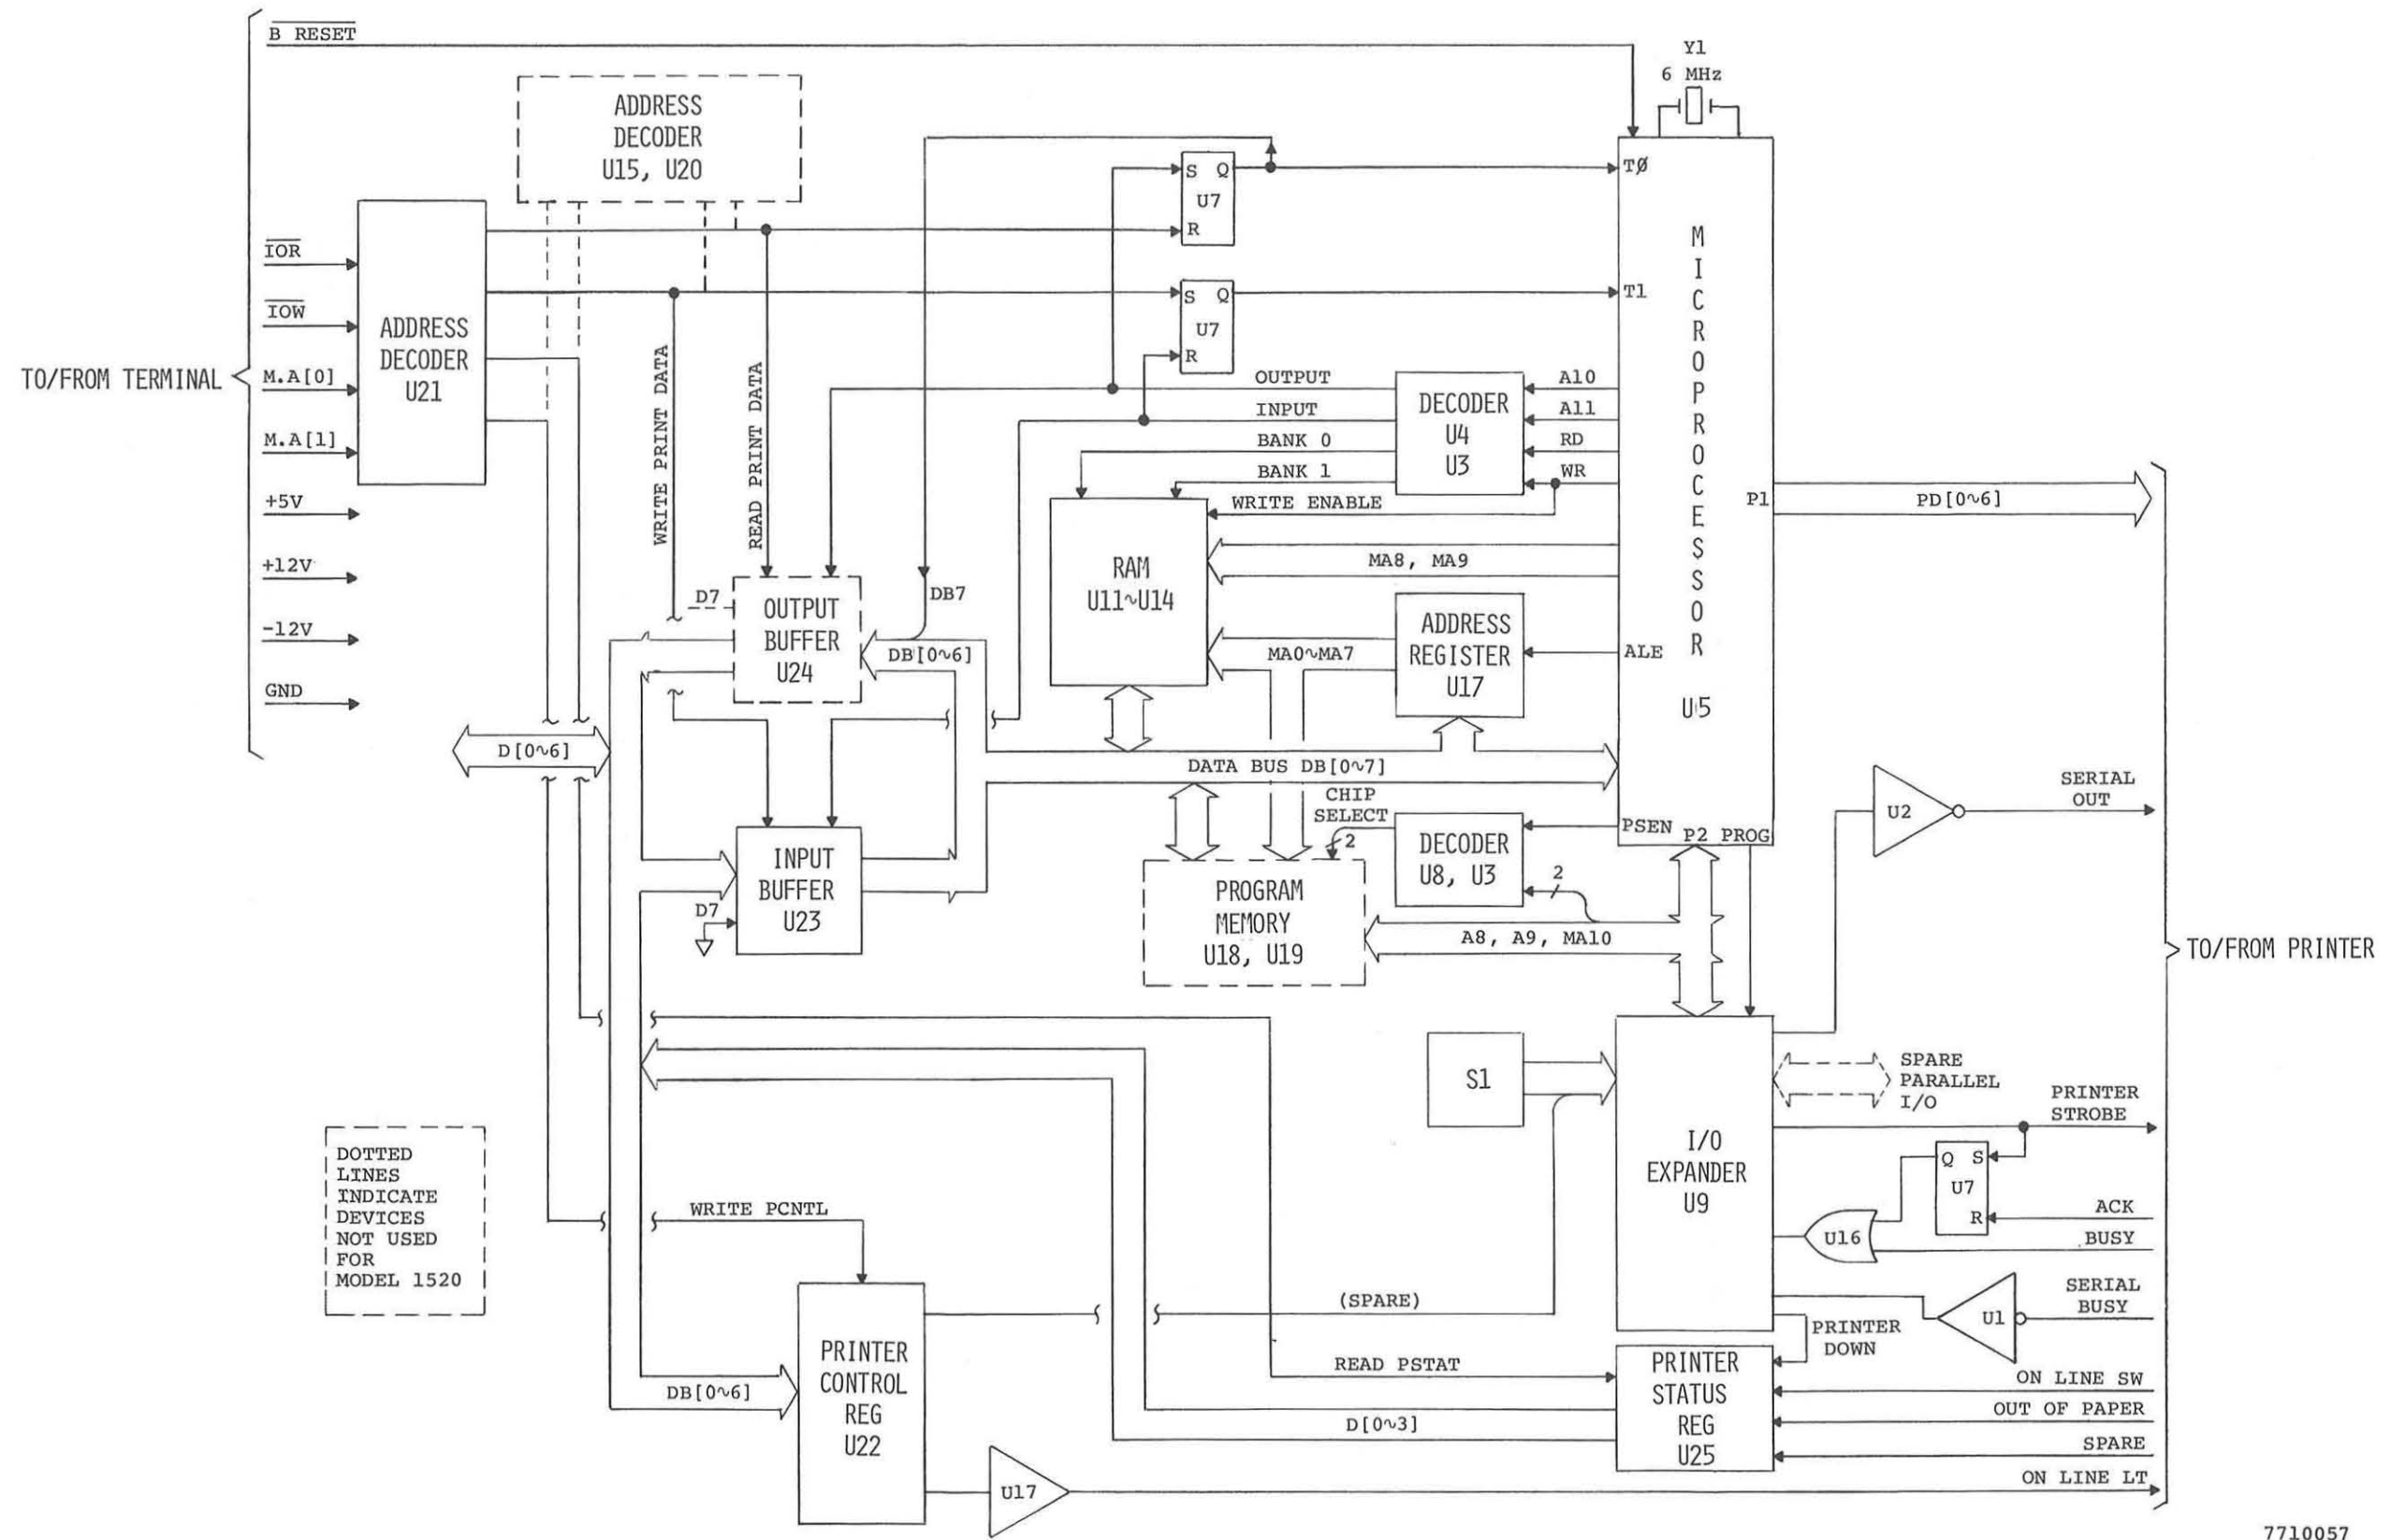 B RESET
Y1
6 MHz
ADDRESS
DECODER
U15, U20
S Q
U7
R
TØ
IOR
IOW
M.A[0]
M.A[1]
+5V
+12V
-12V
GND
TO/FROM TERMINAL
ADDRESS
DECODER
U21
S Q
U7
R
T1
MICROPROCESSOR
U5
WRITE PRINT DATA
READ PRINT DATA
OUTPUT
INPUT
BANK 0
BANK 1
WRITE ENABLE
DECODER
U4
U3
A10
A11
RD
WR
P1
PD[0~6]
RAM
U11~U14
MA8, MA9
D7
OUTPUT
BUFFER
U24
DB7
DB[0~6]
MA0~MA7
ADDRESS
REGISTER
U17
ALE
D[0~6]
DATA BUS DB[0~7]
CHIP
SELECT
2
PSEN
P2 PROG
DECODER
U8, U3
2
U2
SERIAL
OUT
INPUT
BUFFER
U23
D7
PROGRAM
MEMORY
U18, U19
A8, A9, MA10
TO/FROM PRINTER
S1
I/O
EXPANDER
U9
SPARE
PARALLEL
I/O
PRINTER
STROBE
Q S
U7
R
ACK
U16
BUSY
SERIAL
BUSY
U1
PRINTER
DOWN
DOTTED
LINES
INDICATE
DEVICES
NOT USED
FOR
MODEL 1520
WRITE PCNTL
(SPARE)
PRINTER
CONTROL
REG
U22
DB[0~6]
READ PSTAT
D[0~3]
PRINTER
STATUS
REG
U25
ON LINE SW
OUT OF PAPER
SPARE
ON LINE LT
U17
7710057